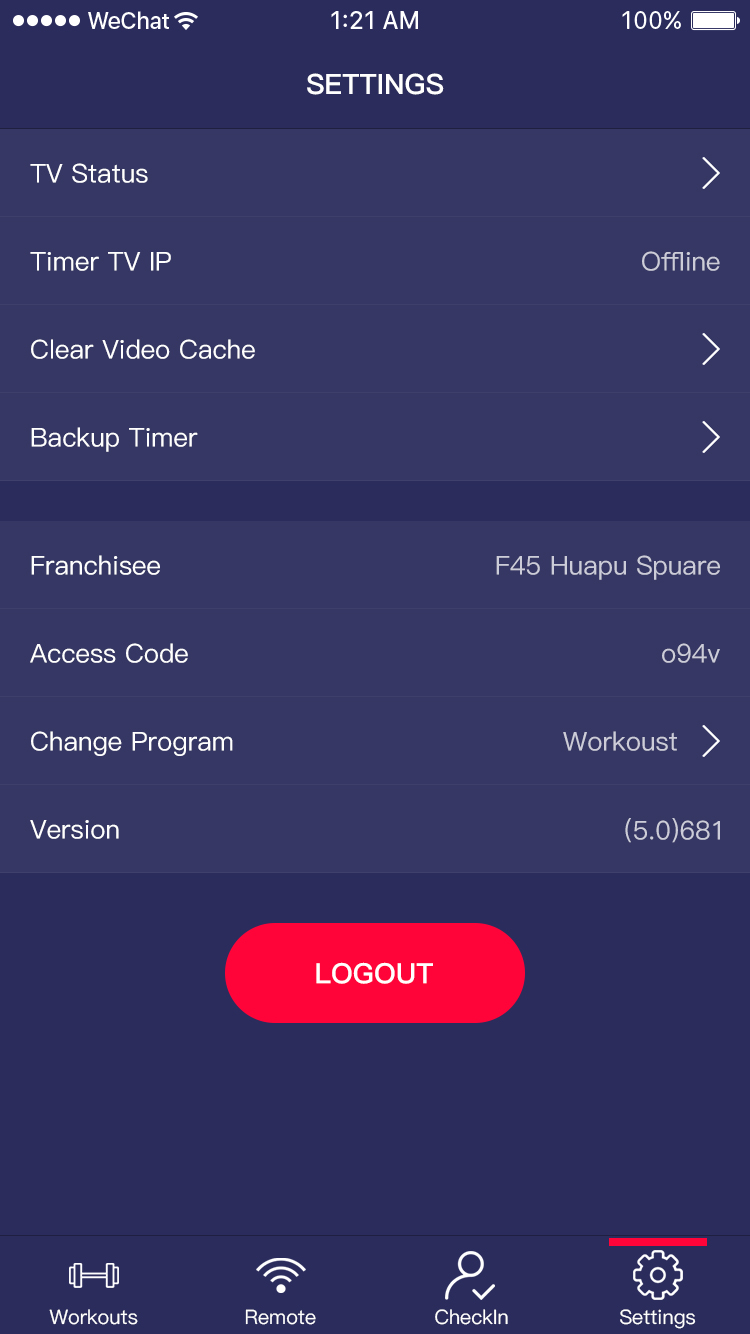 WeChat 1:21 AM 100%
SETTINGS
TV Status
Timer TV IP Offline
Clear Video Cache
Backup Timer
Franchisee F45 Huapu Spuare
Access Code o94v
Change Program Workoust
Version (5.0)681
LOGOUT
Workouts Remote CheckIn Settings